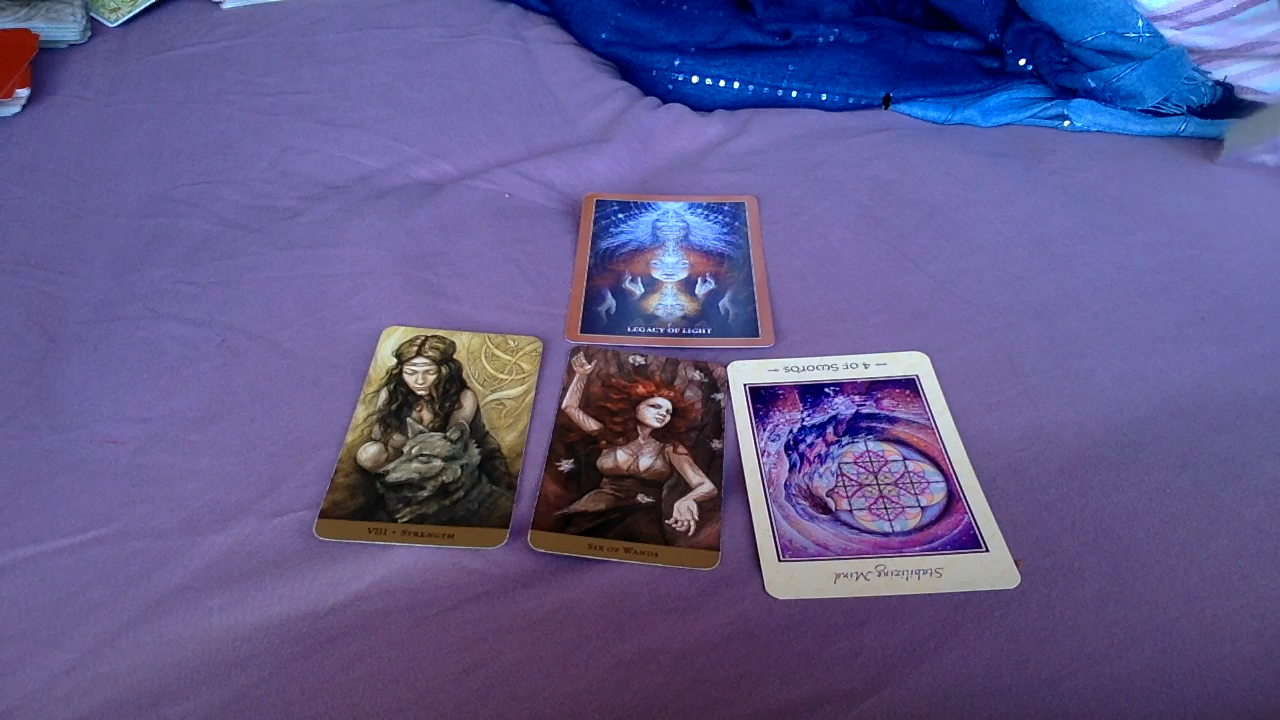 LEGACY OF LIGHT
VIII • STRENGTH
SIX OF WANDS
4 OF SWORDS
Stabilizing Mind